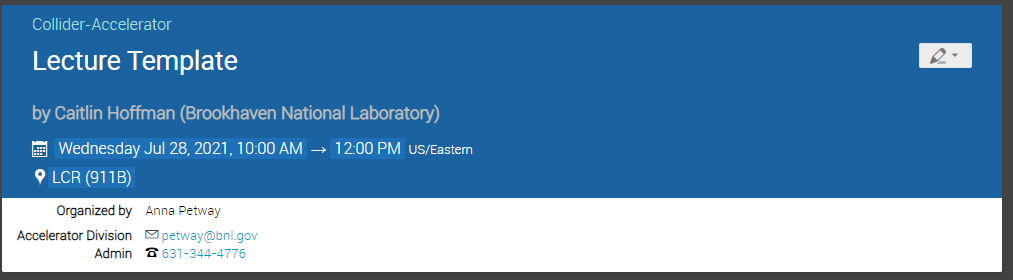 Collider-Accelerator
Lecture Template
by Caitlin Hoffman (Brookhaven National Laboratory)
Wednesday Jul 28, 2021, 10:00 AM → 12:00 PM US/Eastern
LCR (911B)
Organized by Anna Petway
Accelerator Division petway@bnl.gov
Admin 631-344-4776